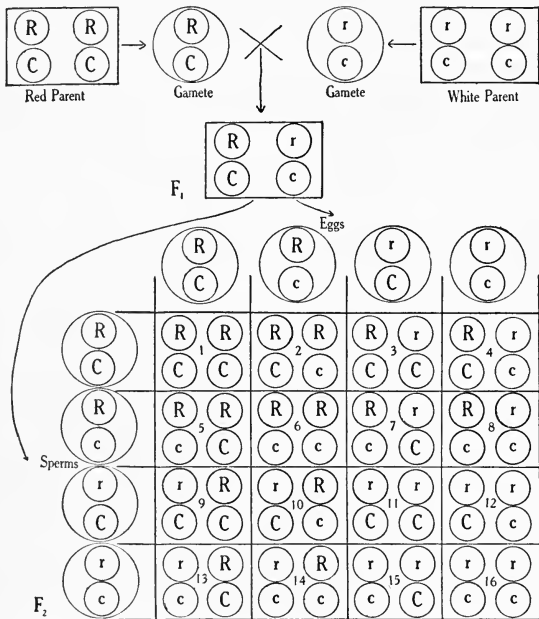 R R R r r r
C C C c c c
Red Parent Gamete Gamete White Parent
R r
C c
F₁
Eggs
R R r r
C c C c
R R R R R r R r R
1 2 3 4
C C C C c C C C c
R R R R R R r R r
5 6 7 8
c c C c c c C c c
Sperms
r r R r R r r r r
9 10 11 12
C C C C c C C C c
r r R r R r r r r
13 14 15 16
c c C c c c C c c
F₂